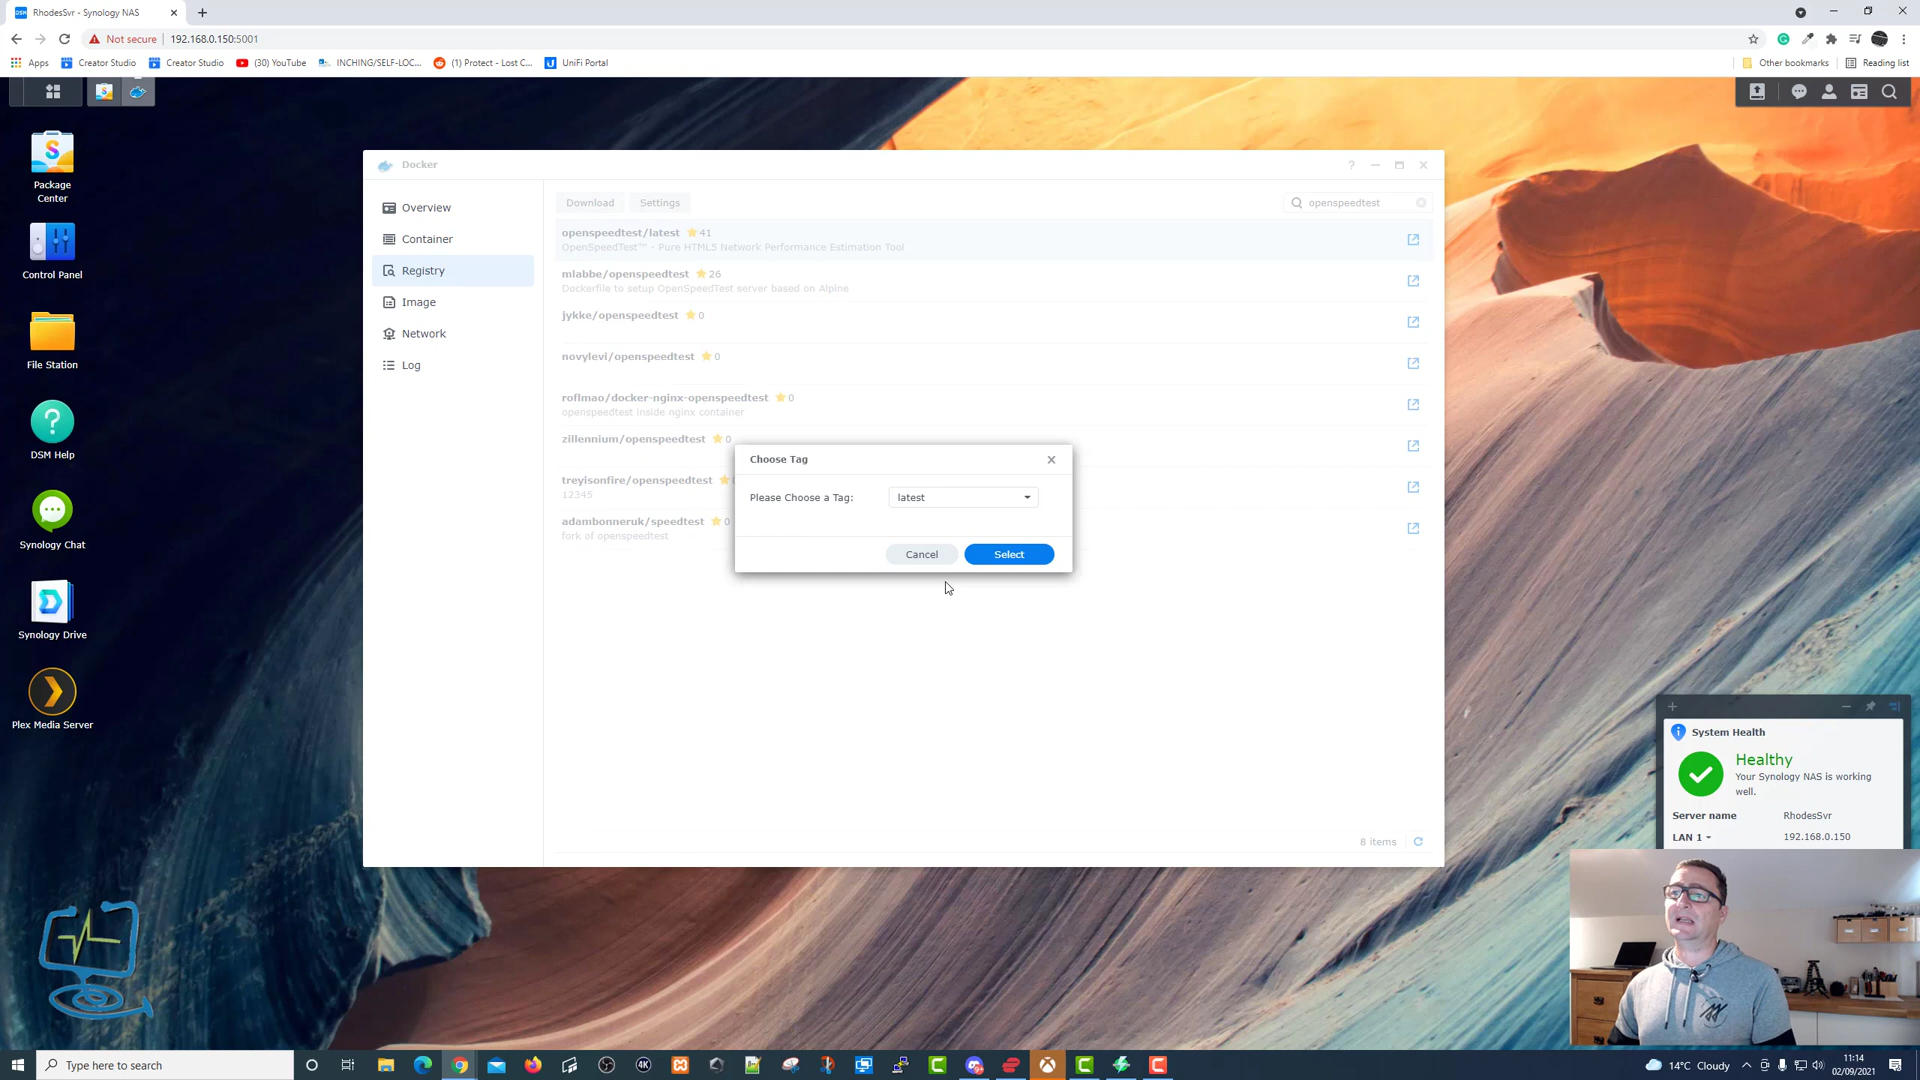 RhodesSvr - Synology NAS
Not secure
192.168.0.150:5001
Apps
Creator Studio
Creator Studio
(30) YouTube
INCHING/SELF-LOC...
(1) Protect - Lost C...
UniFi Portal
Other bookmarks
Reading list
Package
Center
Control Panel
File Station
DSM Help
Synology Chat
Synology Drive
Plex Media Server
Docker
Overview
Container
Registry
Image
Network
Log
Download
Settings
openspeedtest
openspeedtest/latest 41
OpenSpeedTest™ - Pure HTML5 Network Performance Estimation Tool
mlabbe/openspeedtest 26
Dockerfile to setup OpenSpeedTest server based on Alpine
jykke/openspeedtest 0
novylevi/openspeedtest 0
roflmao/docker-nginx-openspeedtest 0
openspeedtest inside nginx container
zillennium/openspeedtest 0
treyisonfire/openspeedtest
12345
adambonneruk/speedtest 0
fork of openspeedtest
Choose Tag
Please Choose a Tag:
latest
Cancel
Select
8 items
System Health
Healthy
Your Synology NAS is working
well.
Server name RhodesSvr
LAN 1 192.168.0.150
Type here to search
14°C Cloudy
11:14
02/09/2021